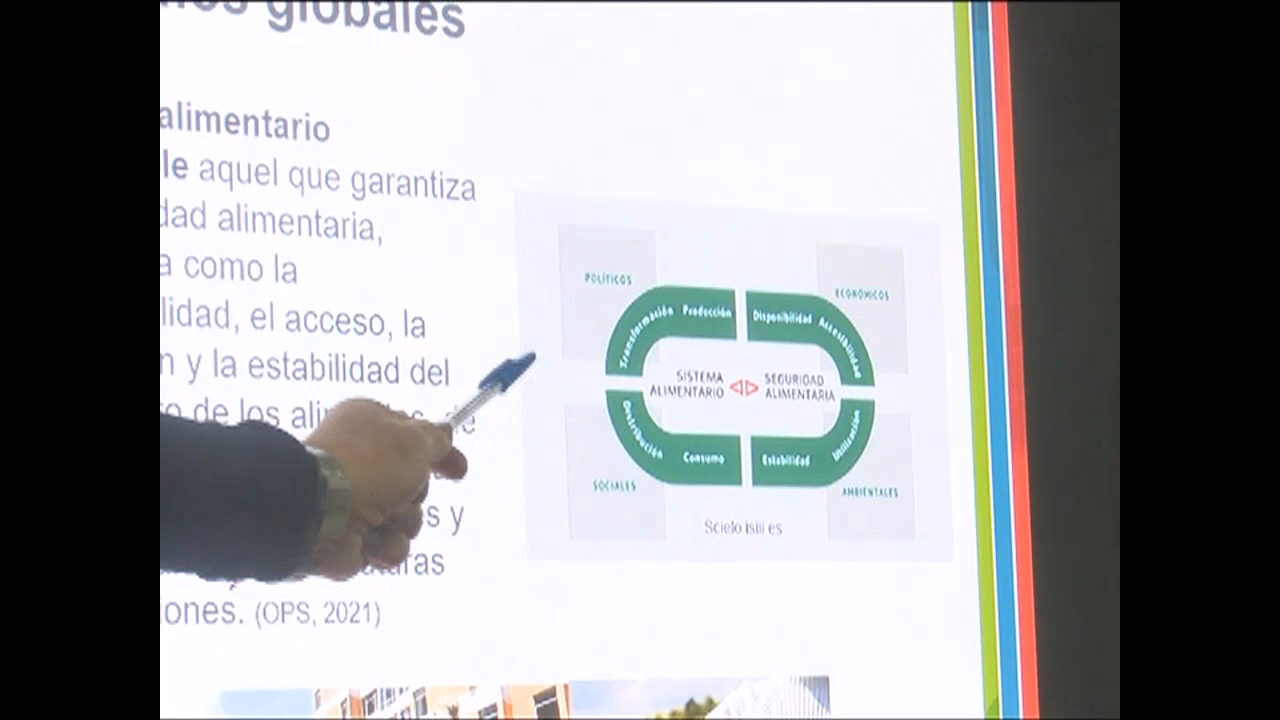 globales
alimentario
le aquel que garantiza
dad alimentaria,
a como la
lidad, el acceso, la
n y la estabilidad del
de los
s y
ones. (OPS, 2021)
POLÍTICOS
ECONÓMICOS
Transformación Producción Disponibilidad Accesibilidad
SISTEMA ALIMENTARIO
SEGURIDAD ALIMENTARIA
Distribución Consumo Estabilidad Utilización
SOCIALES
AMBIENTALES
Scielo isiii es